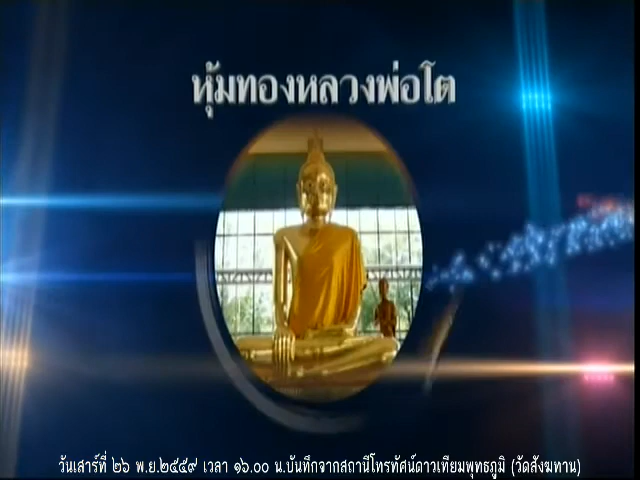 หุ้มทองหลวงพ่อโต
วันเสาร์ที่ ๒๖ พ.ย.๒๕๕๙ เวลา ๑๖.๐๐ น.บันทึกจากสถานีโทรทัศน์ดาวเทียมพุทธภูมิ (วัดสังฆทาน)